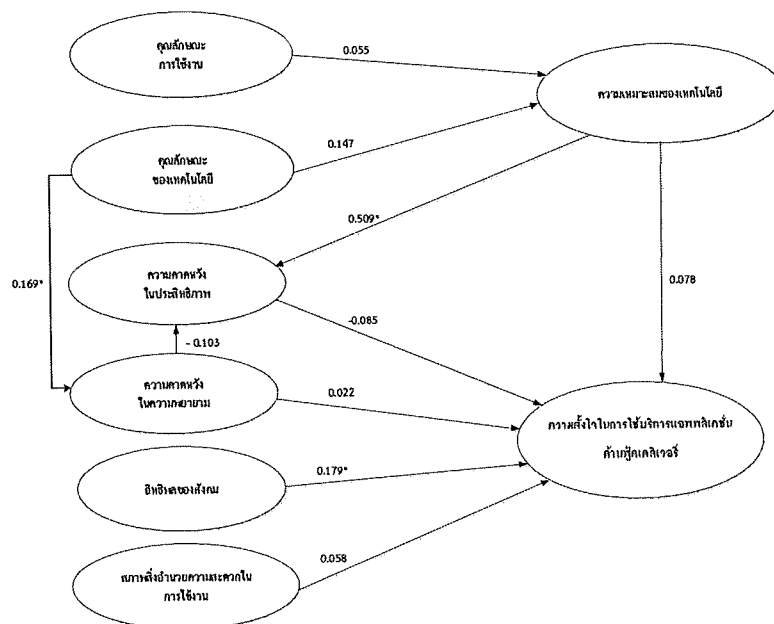 คุณลักษณะ
การใช้งาน
0.055
ความเหมาะสมของเทคโนโลยี
0.147
คุณลักษณะ
ของเทคโนโลยี
0.509*
ความคาดหวัง
ในประสิทธิภาพ
0.169*
0.078
-0.085
- 0.103
ความคาดหวัง
ในความพยายาม
0.022
ความตั้งใจในการใช้บริการแอพพลิเคชั่น
ด้านฟู้ดเดลิเวอรี่
อิทธิพลของสังคม
0.179*
0.058
สภาพสิ่งอำนวยความสะดวกใน
การใช้งาน